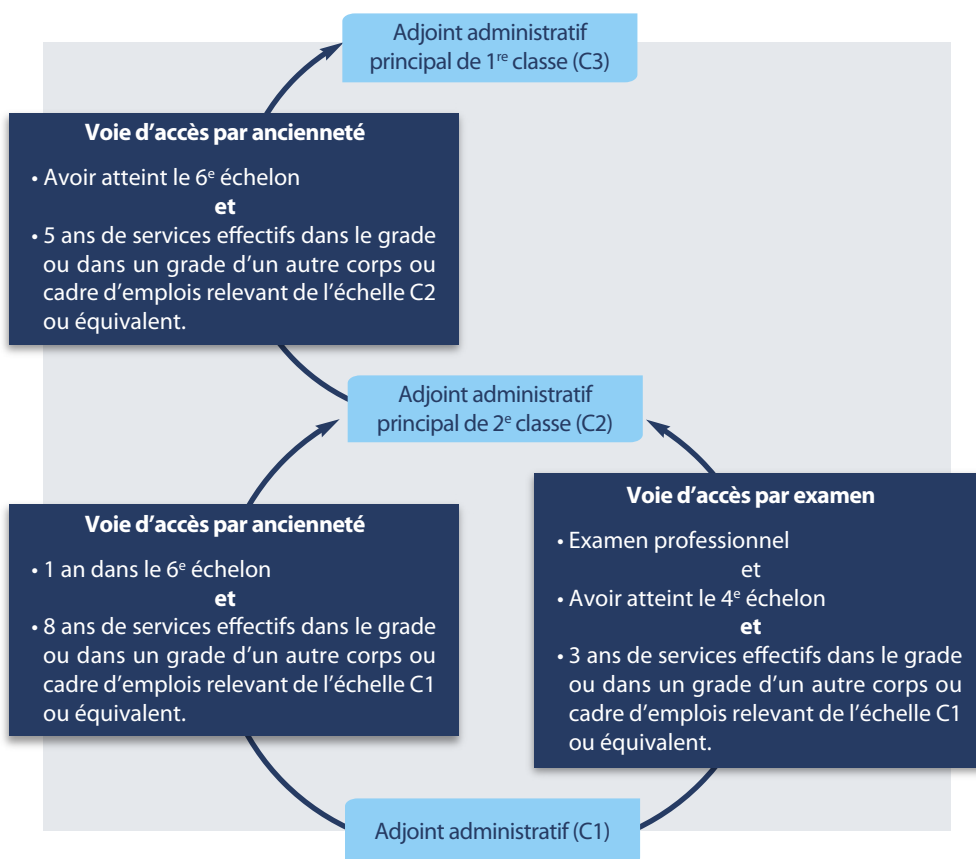 Adjoint administratif
principal de 1re classe (C3)
Voie d’accès par ancienneté
• Avoir atteint le 6e échelon
et
• 5 ans de services effectifs dans le grade
ou dans un grade d’un autre corps ou
cadre d’emplois relevant de l’échelle C2
ou équivalent.
Adjoint administratif
principal de 2e classe (C2)
Voie d’accès par ancienneté
• 1 an dans le 6e échelon
et
• 8 ans de services effectifs dans le grade
ou dans un grade d’un autre corps ou
cadre d’emplois relevant de l’échelle C1
ou équivalent.
Voie d’accès par examen
• Examen professionnel
et
• Avoir atteint le 4e échelon
et
• 3 ans de services effectifs dans le grade
ou dans un grade d’un autre corps ou
cadre d’emplois relevant de l’échelle C1
ou équivalent.
Adjoint administratif (C1)